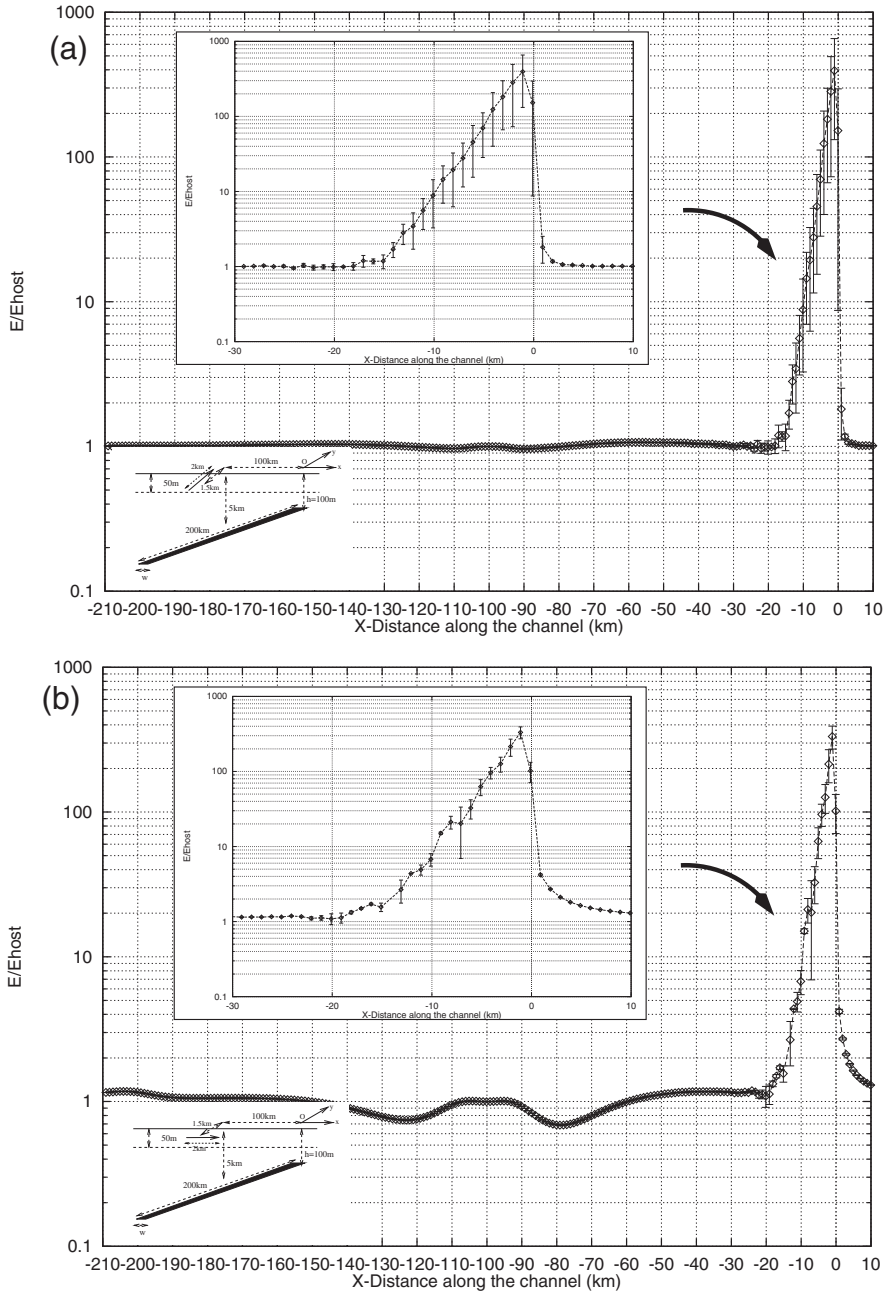 (a)
1000
100
10
1
0.1
E/Ehost
1000
100
10
1
0.1
E/Ehost
-30 -20 -10 0 10
X-Distance along the channel (km)
2km
100km
O
y
x
50m
1.5km
5km
h=100m
200km
w
-210-200-190-180-170-160-150-140-130-120-110-100-90 -80 -70 -60 -50 -40 -30 -20 -10 0 10
X-Distance along the channel (km)
(b)
1000
100
10
1
0.1
E/Ehost
1000
100
10
1
0.1
E/Ehost
-30 -20 -10 0 10
X-Distance along the channel (km)
1.5km
100km
O
y
x
50m
2km
5km
h=100m
200km
w
-210-200-190-180-170-160-150-140-130-120-110-100-90 -80 -70 -60 -50 -40 -30 -20 -10 0 10
X-Distance along the channel (km)